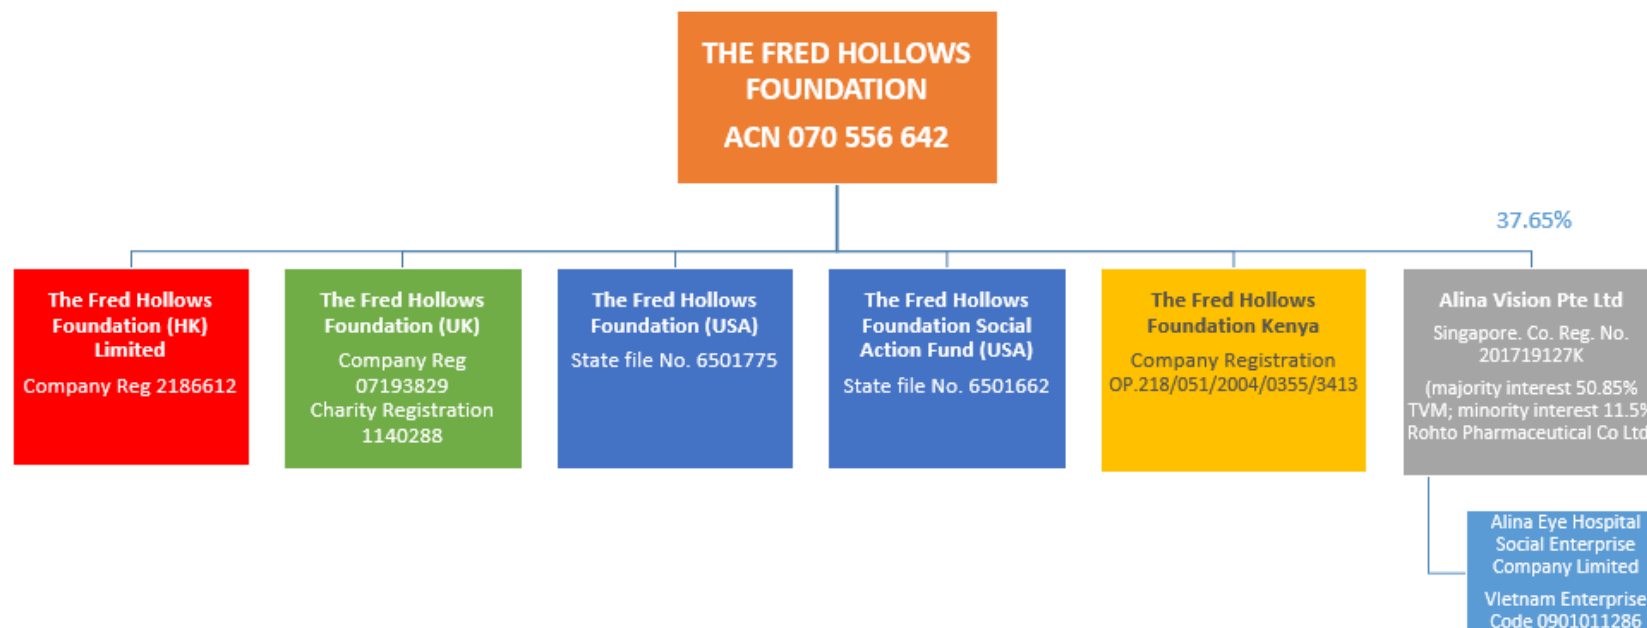 THE FRED HOLLOWS
FOUNDATION
ACN 070 556 642
37.65%
The Fred Hollows
Foundation (HK)
Limited
Company Reg 2186612
The Fred Hollows
Foundation (UK)
Company Reg
07193829
Charity Registration
1140288
The Fred Hollows
Foundation (USA)
State file No. 6501775
The Fred Hollows
Foundation Social
Action Fund (USA)
State file No. 6501662
The Fred Hollows
Foundation Kenya
Company Registration
OP.218/051/2004/0355/3413
Alina Vision Pte Ltd
Singapore. Co. Reg. No.
201719127K
(majority interest 50.85%
TVM; minority interest 11.5%
Rohto Pharmaceutical Co Ltd
Alina Eye Hospital
Social Enterprise
Company Limited
VIetnam Enterprise
Code 0901011286